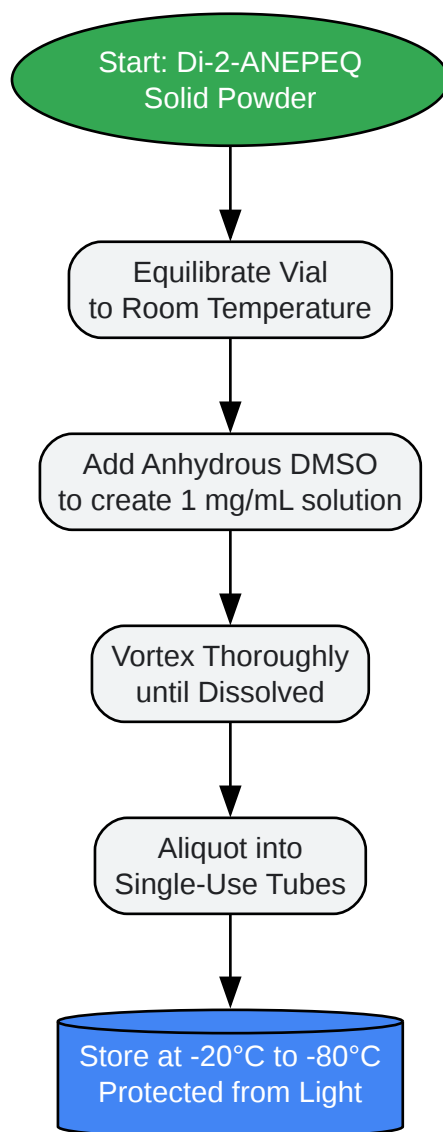 Start: Di-2-ANEPEQ
Solid Powder
Equilibrate Vial
to Room Temperature
Add Anhydrous DMSO
to create 1 mg/mL solution
Vortex Thoroughly
until Dissolved
Aliquot into
Single-Use Tubes
Store at -20°C to -80°C
Protected from Light